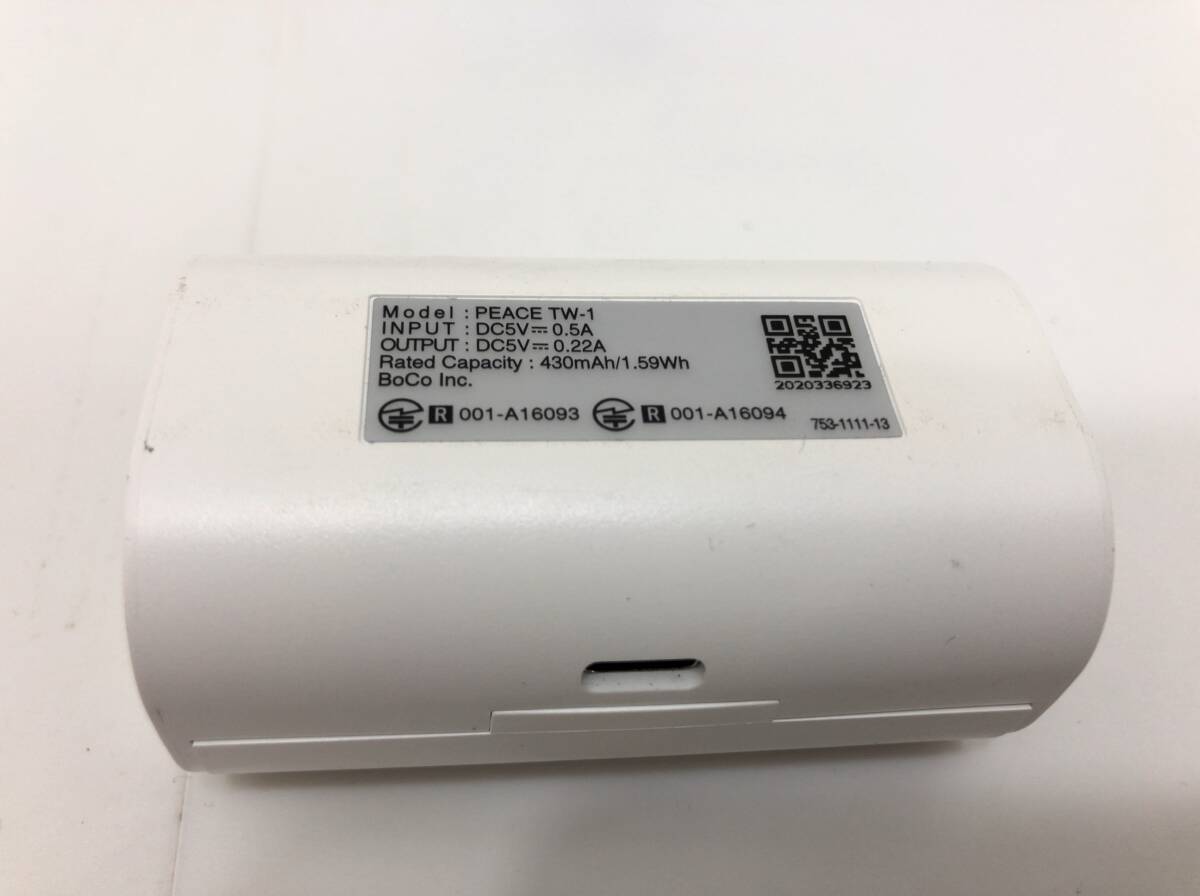 Model : PEACE TW-1
INPUT : DC5V⎓0.5A
OUTPUT : DC5V⎓0.22A
Rated Capacity : 430mAh/1.59Wh
BoCo Inc.
R 001-A16093 R 001-A16094
2020336923
753-1111-13